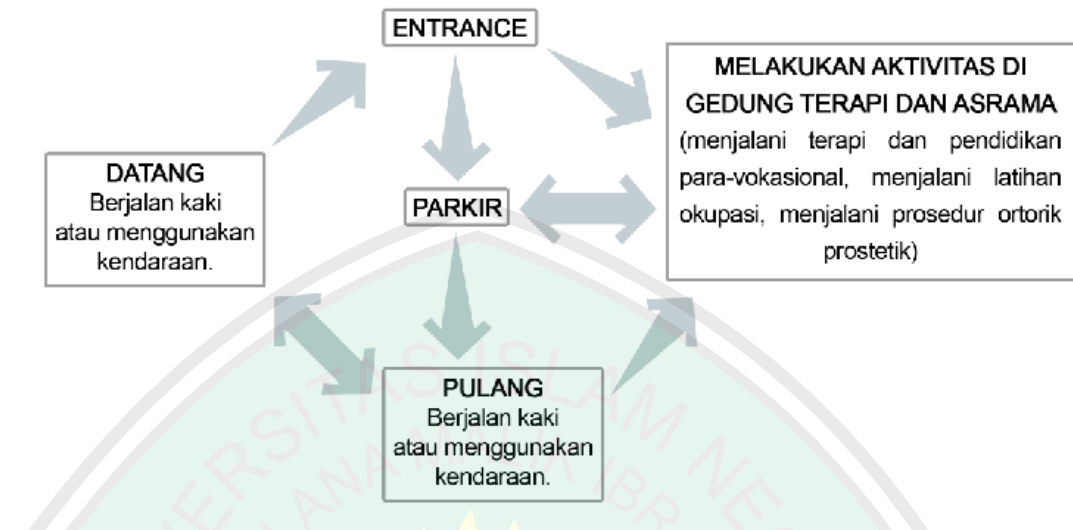 ENTRANCE
MELAKUKAN AKTIVITAS DI
GEDUNG TERAPI DAN ASRAMA
(menjalani terapi dan pendidikan
para-vokasional, menjalani latihan
okupasi, menjalani prosedur ortorik
prostetik)
DATANG
Berjalan kaki
atau menggunakan
kendaraan.
PARKIR
PULANG
Berjalan kaki
atau menggunakan
kendaraan.